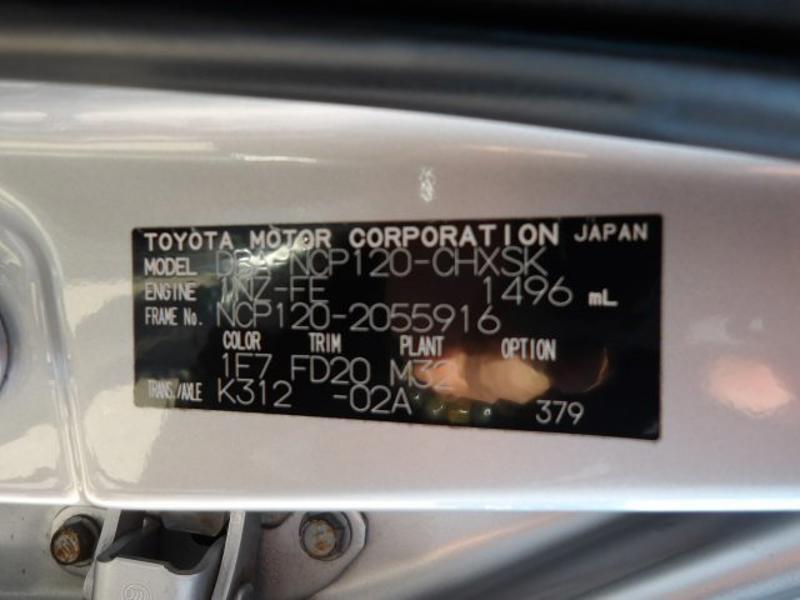 TOYOTA MOTOR CORPORATION JAPAN
MODEL DBA-NCP120-CHXSK
ENGINE 1NZ-FE 1496 mL
FRAME No. NCP120-2055916
COLOR TRIM PLANT OPTION
1E7 FD20 M32
TRANS./AXLE K312 -02A 379